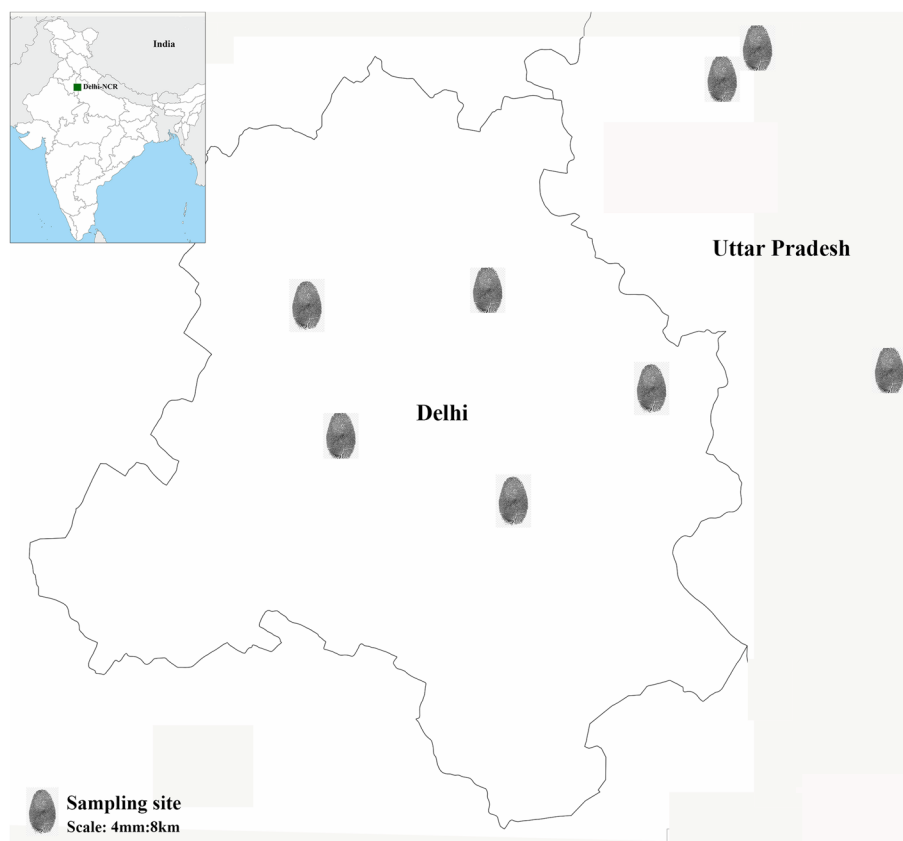 India
Delhi-NCR
Uttar Pradesh
Delhi
Sampling site
Scale: 4mm:8km